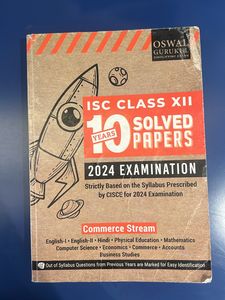 OSWAL
GURUKUL
ISC CLASS XII
10
YEARS
SOLVED
PAPERS
2024 EXAMINATION
Strictly Based on the Syllabus Prescribed
by CISCE for 2024 Examination
Commerce Stream
English-I • English-II • Hindi • Physical Education • Mathematics
Computer Science • Economics • Commerce • Accounts
Business Studies
Out of Syllabus Questions from Previous Years are Marked for Easy Identification